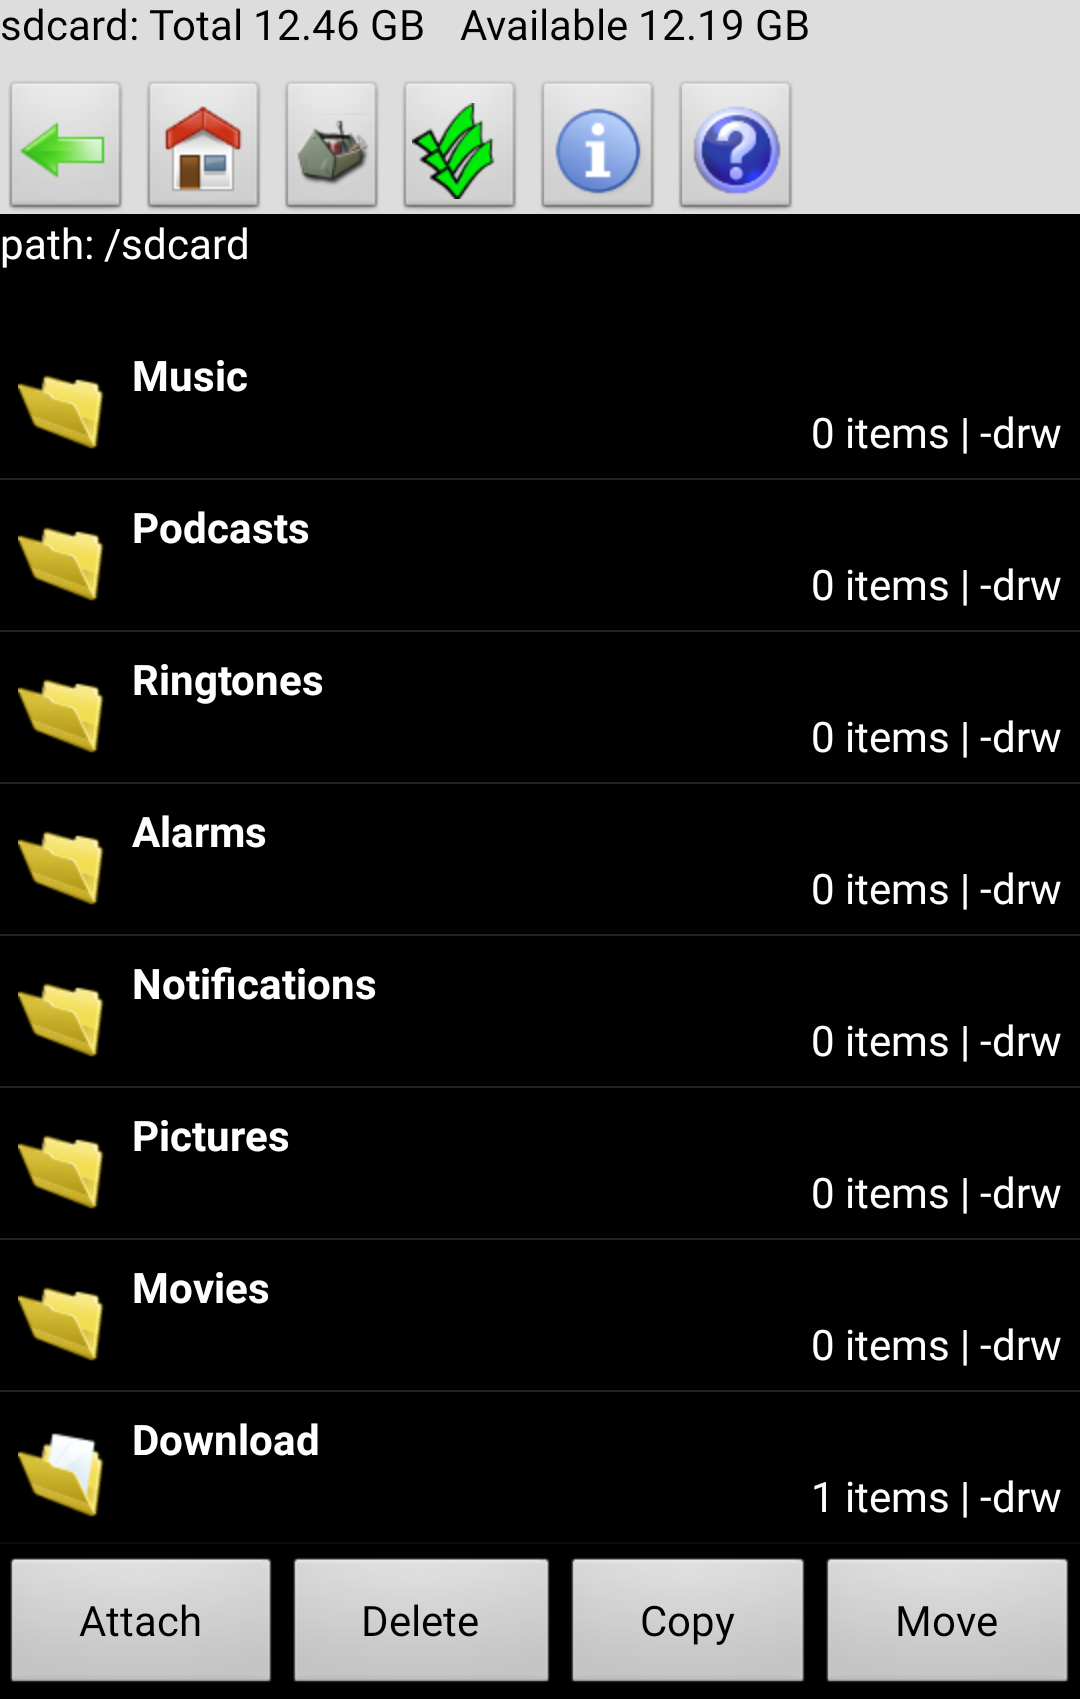 sdcard: Total 12.46 GB   Available 12.19 GB
path: /sdcard
Music
0 items | -drw
Podcasts
0 items | -drw
Ringtones
0 items | -drw
Alarms
0 items | -drw
Notifications
0 items | -drw
Pictures
0 items | -drw
Movies
0 items | -drw
Download
1 items | -drw
Attach Delete Copy Move